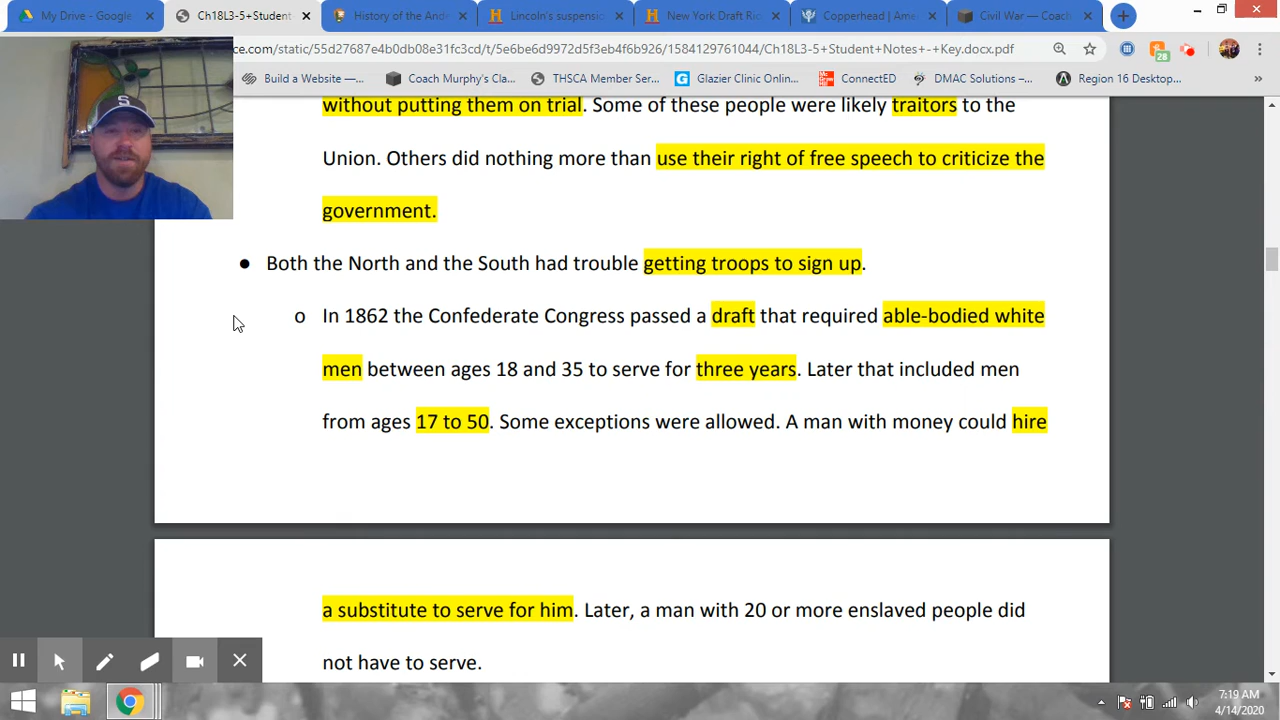 My Drive - Google
Ch18L3-5+Student
History of the And
Lincoln's suspensi
New York Draft Ri
Copperhead | Ame
Civil War — Coach
ce.com/static/55d27687e4b0db08e31fc3cd/t/5e6be6d9972d5f3eb4f6b926/1584129761044/Ch18L3-5+Student+Notes+-+Key.docx.pdf
28
Build a Website —...
Coach Murphy's Cla...
THSCA Member Ser...
Glazier Clinic Onlin...
ConnectED
DMAC Solutions –...
Region 16 Desktop...
»
S
without putting them on trial. Some of these people were likely traitors to the
Union. Others did nothing more than use their right of free speech to criticize the
government.
● Both the North and the South had trouble getting troops to sign up.
o In 1862 the Confederate Congress passed a draft that required able-bodied white
men between ages 18 and 35 to serve for three years. Later that included men
from ages 17 to 50. Some exceptions were allowed. A man with money could hire
a substitute to serve for him. Later, a man with 20 or more enslaved people did
not have to serve.
7:19 AM
4/14/2020